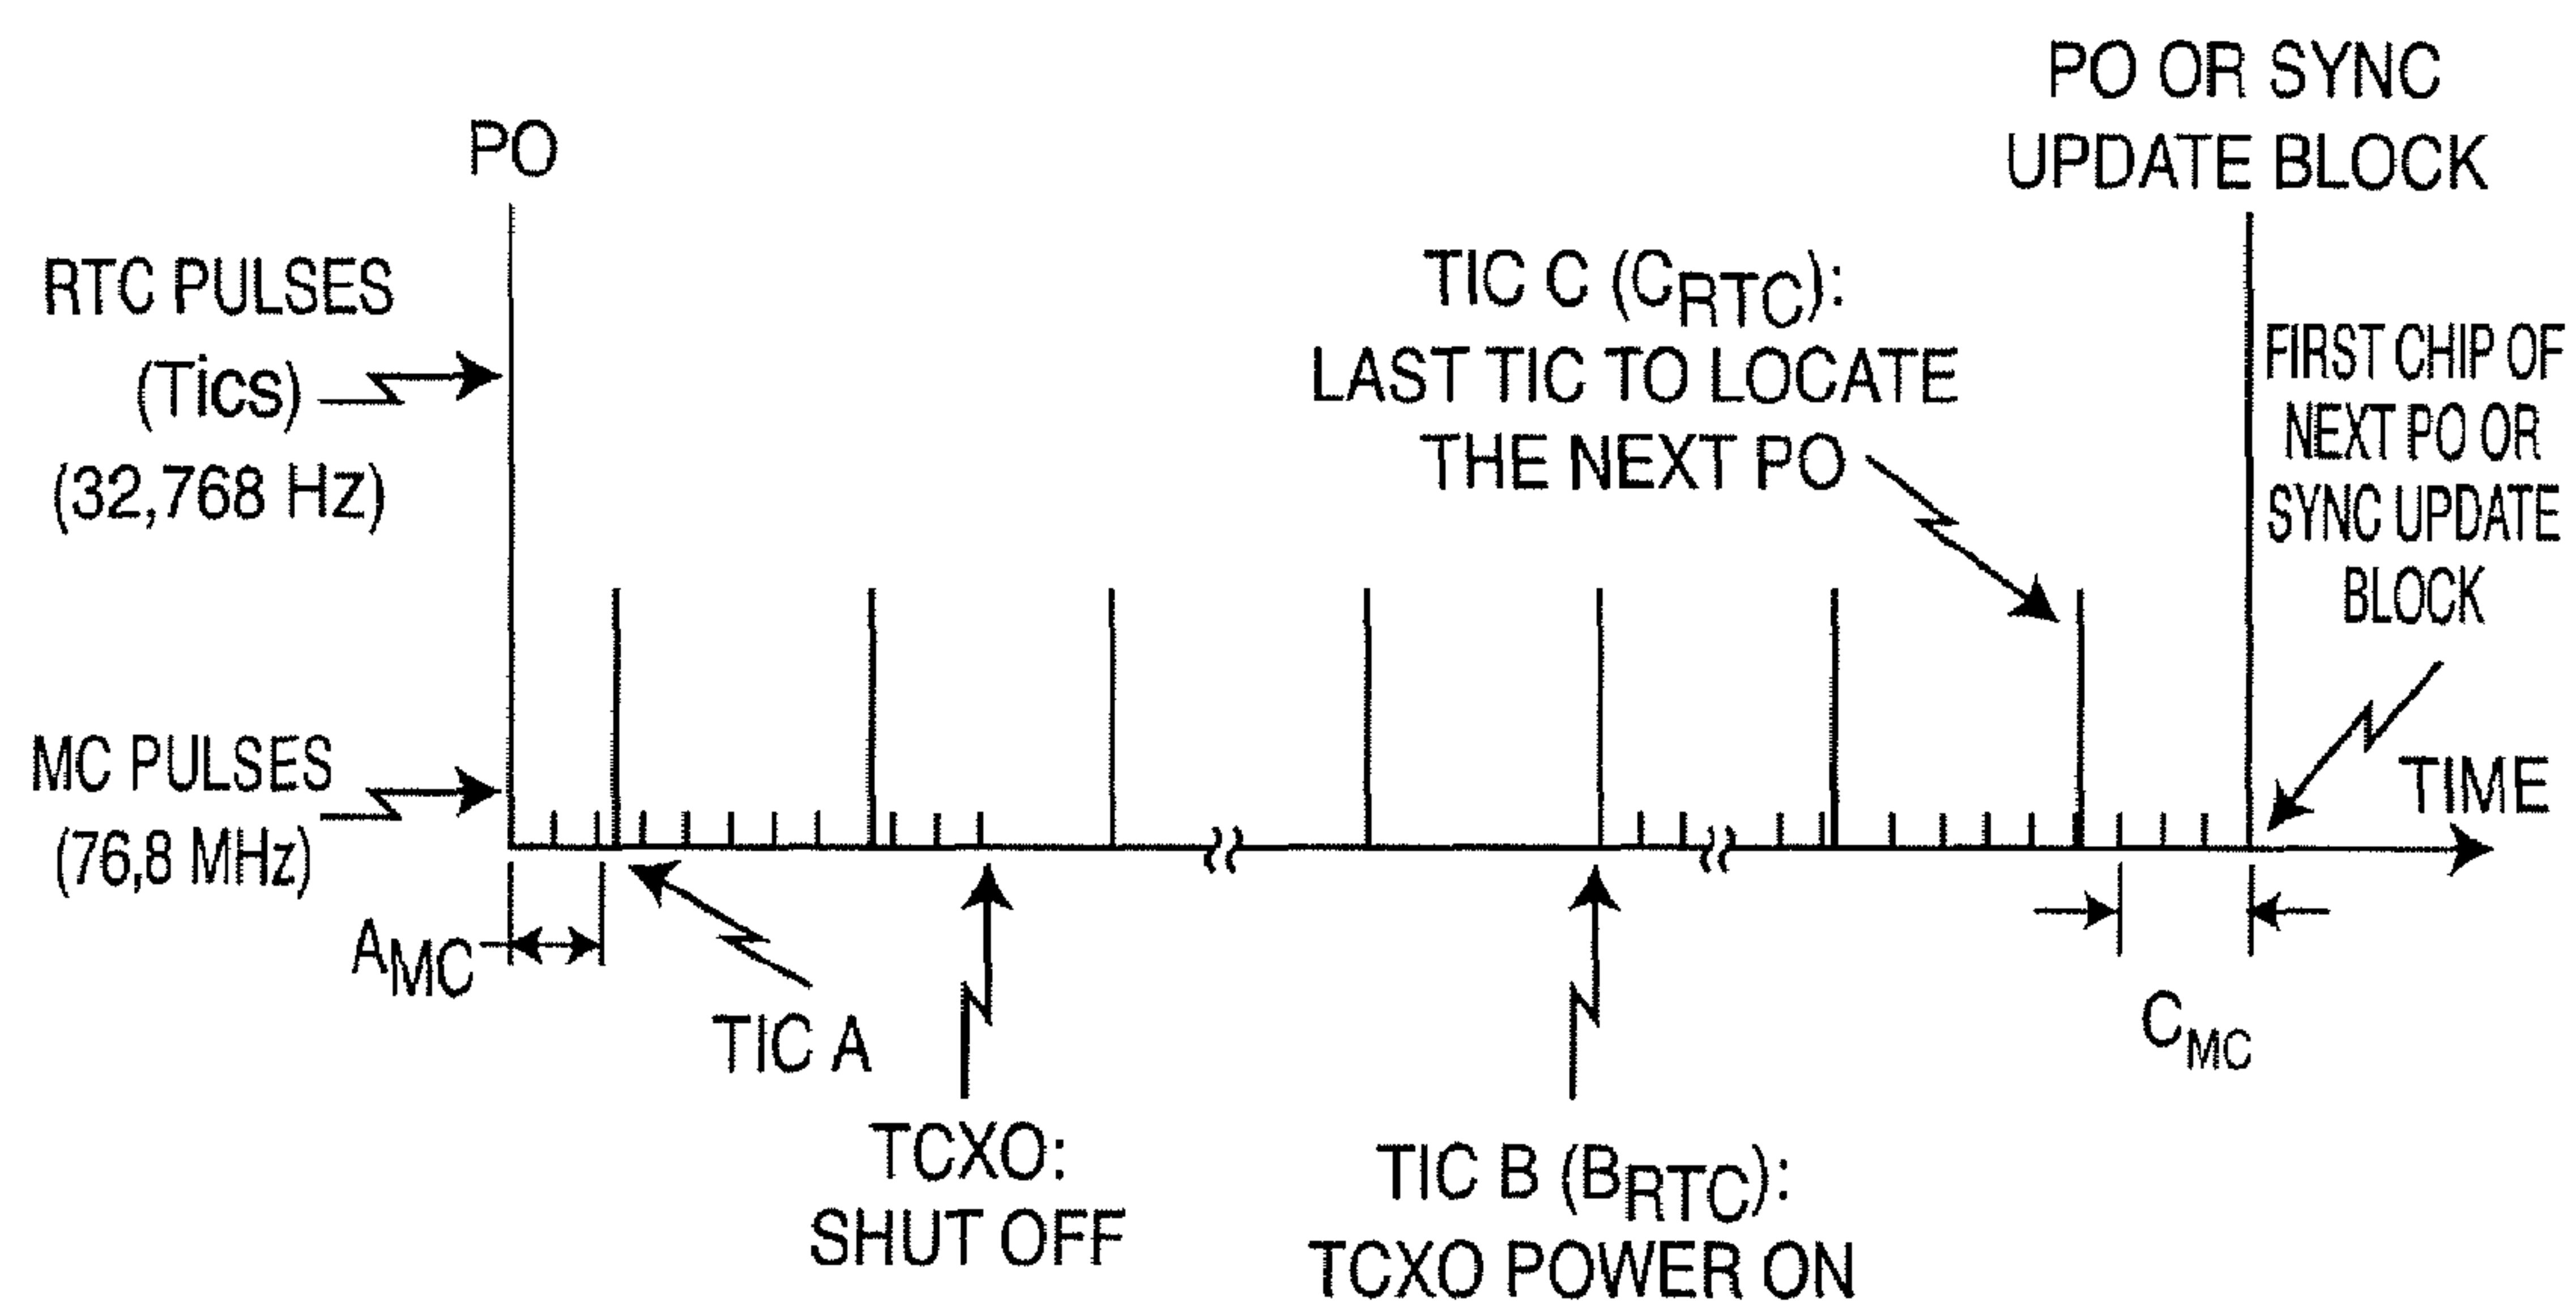 PO
RTC PULSES
(Tics)
(32,768 Hz)
MC PULSES
(76,8 MHz)
AMC
TIC A
TCXO:
SHUT OFF
TIC B (BRTC):
TCXO POWER ON
TIC C (CRTC):
LAST TIC TO LOCATE
THE NEXT PO
PO OR SYNC
UPDATE BLOCK
FIRST CHIP OF
NEXT PO OR
SYNC UPDATE
BLOCK
TIME
CMC